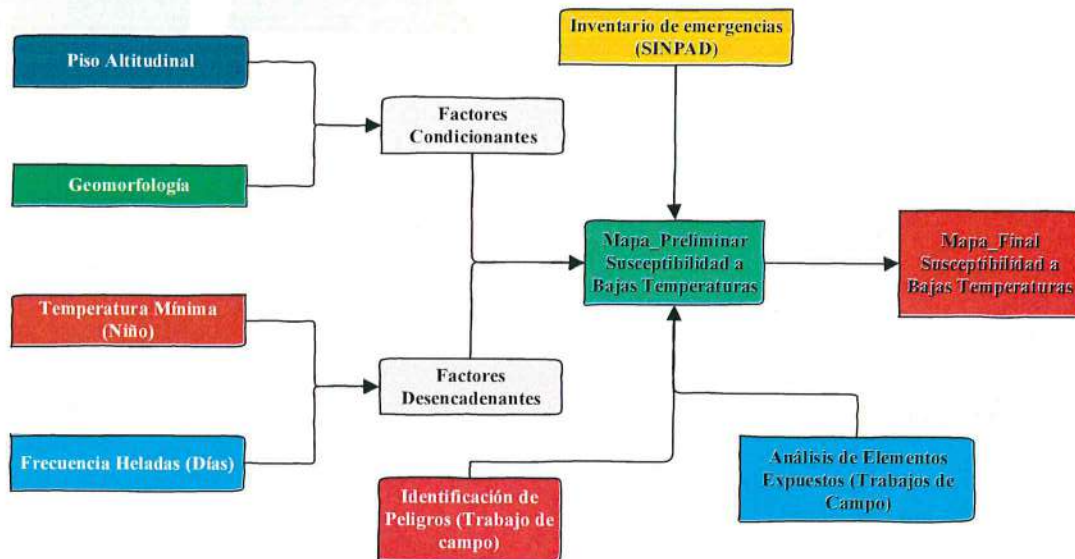 Inventario de emergencias
(SINPAD)
Piso Altitudinal
Factores
Condicionantes
Geomorfología
Mapa_Preliminar
Susceptibilidad a
Bajas Temperaturas
Mapa_Final
Susceptibilidad a
Bajas Temperaturas
Temperatura Mínima
(Niño)
Factores
Desencadenantes
Frecuencia Heladas (Días)
Identificación de
Peligros (Trabajo de
campo)
Análisis de Elementos
Expuestos (Trabajos de
Campo)